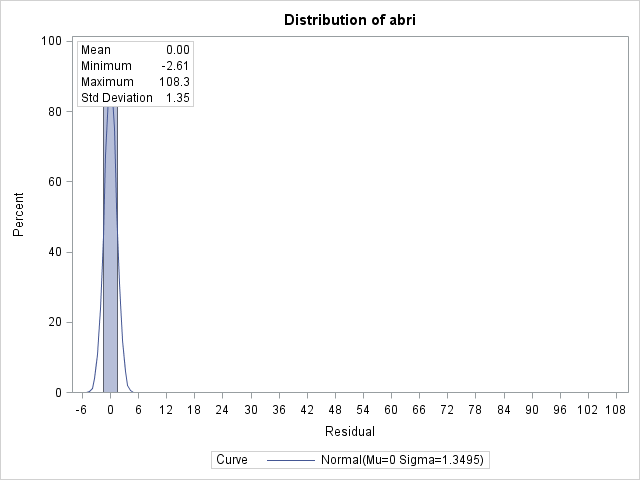 Distribution of abri
Mean 0.00
Minimum -2.61
Maximum 108.3
Std Deviation 1.35
100
80
60
40
20
0
Percent
-6 0 6 12 18 24 30 36 42 48 54 60 66 72 78 84 90 96 102 108
Residual
Curve Normal(Mu=0 Sigma=1.3495)